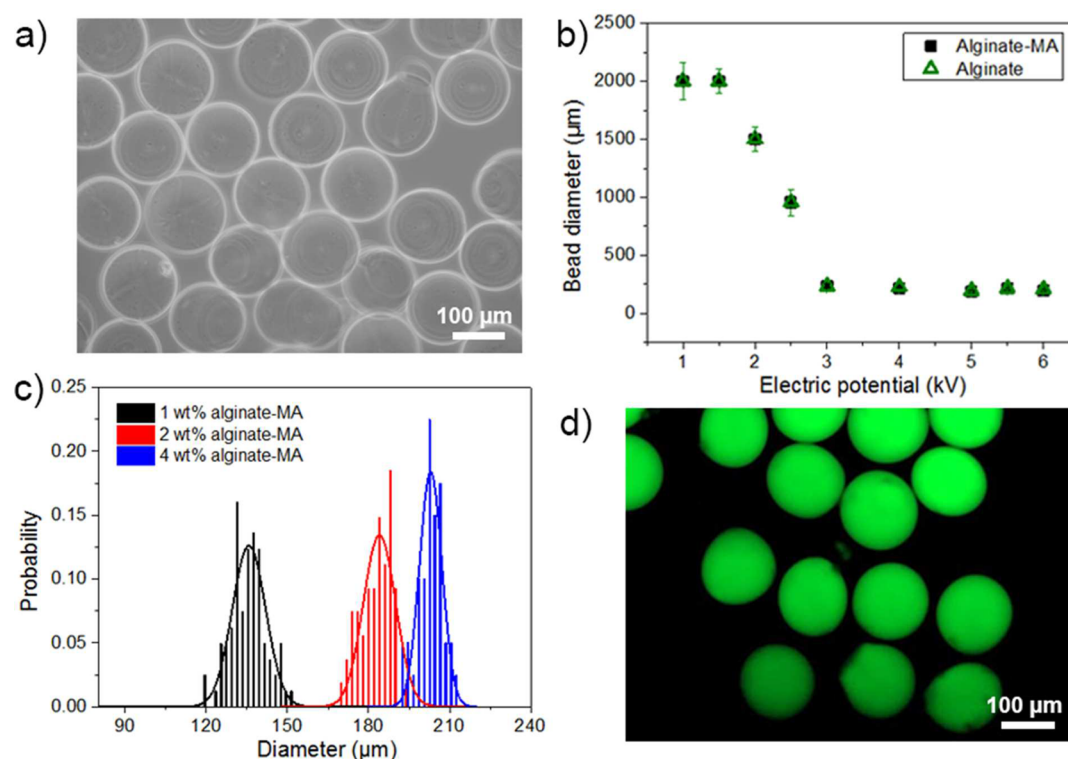 a)
100 µm
b)
2500
2000
1500
1000
500
0
Bead diameter (µm)
Alginate-MA
Alginate
1 2 3 4 5 6
Electric potential (kV)
c)
0.25
0.20
0.15
0.10
0.05
0.00
Probability
1 wt% alginate-MA
2 wt% alginate-MA
4 wt% alginate-MA
90 120 150 180 210 240
Diameter (µm)
d)
100 µm